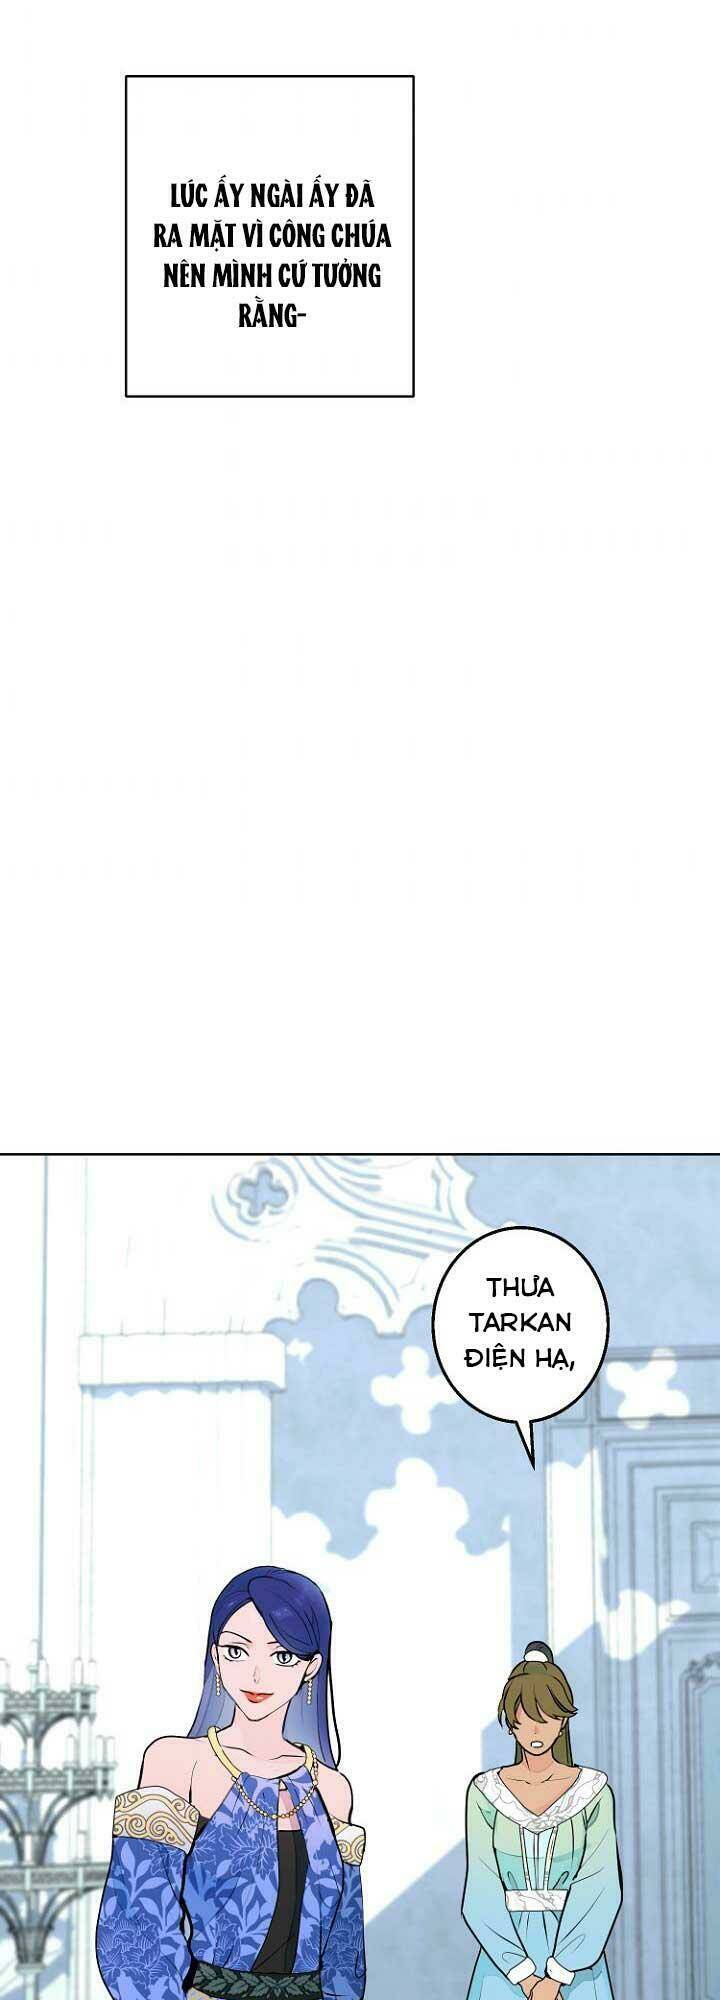 LÚC ẤY NGÀI ẤY ĐÃ
RA MẶT VÌ CÔNG CHÚA
NÊN MÌNH CỨ TƯỞNG
RẰNG-
THƯA
TARKAN
ĐIỆN HẠ,